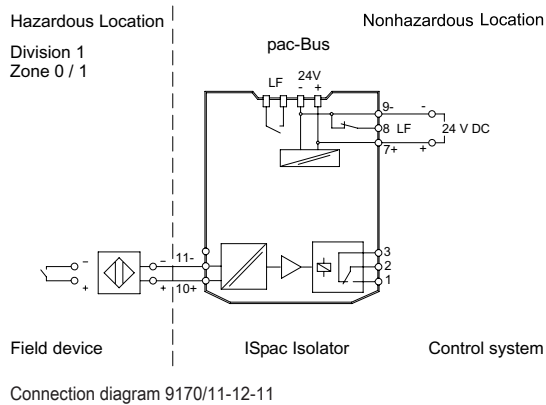 Hazardous Location
Nonhazardous Location
Division 1
Zone 0 / 1
pac-Bus
LF
24V
- +
9- -
8 LF
24 V DC
7+ +
3
2
1
– – 11-
+ + 10+
Field device
ISpac Isolator
Control system
Connection diagram 9170/11-12-11